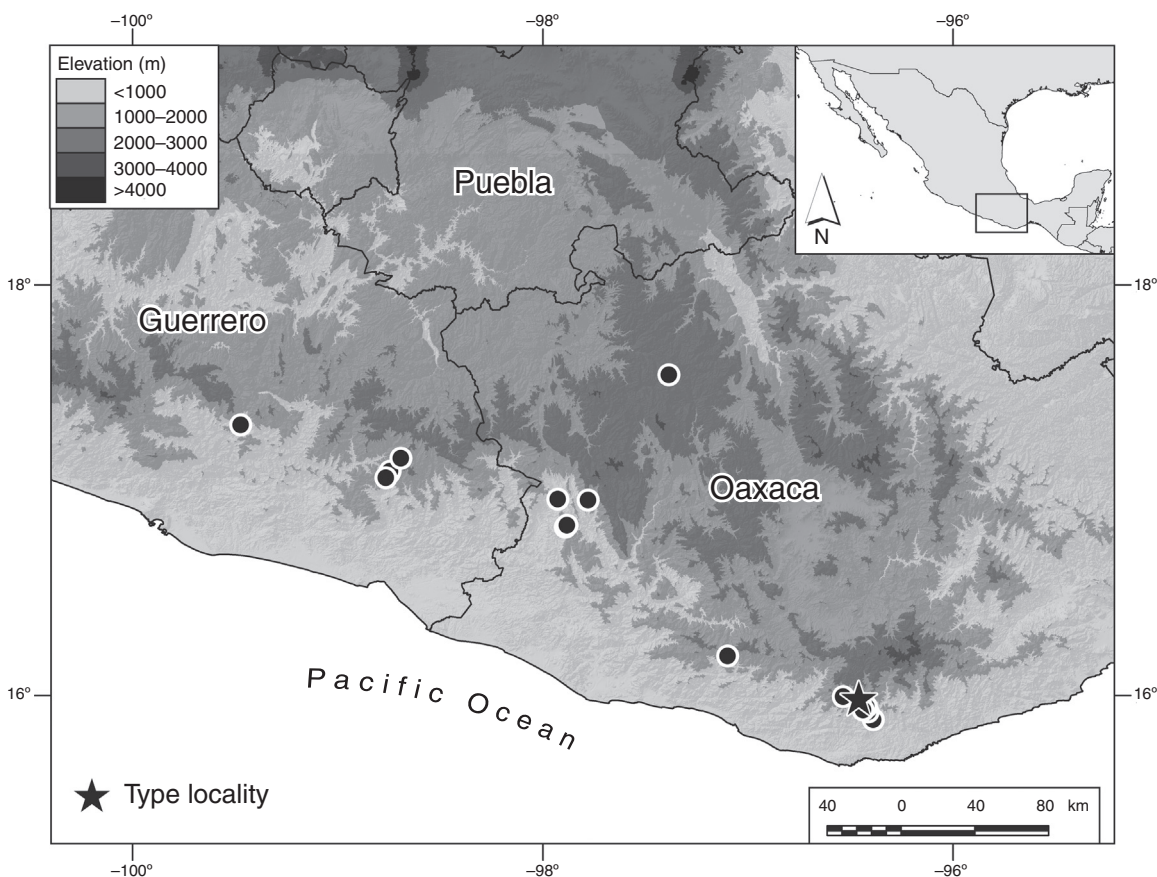 –100°
–98°
–96°
Elevation (m)
<1000
1000–2000
2000–3000
3000–4000
>4000
N
Puebla
18°
18°
Guerrero
Oaxaca
Pacific Ocean
16°
16°
Type locality
40 0 40 80 km
–100°
–98°
–96°